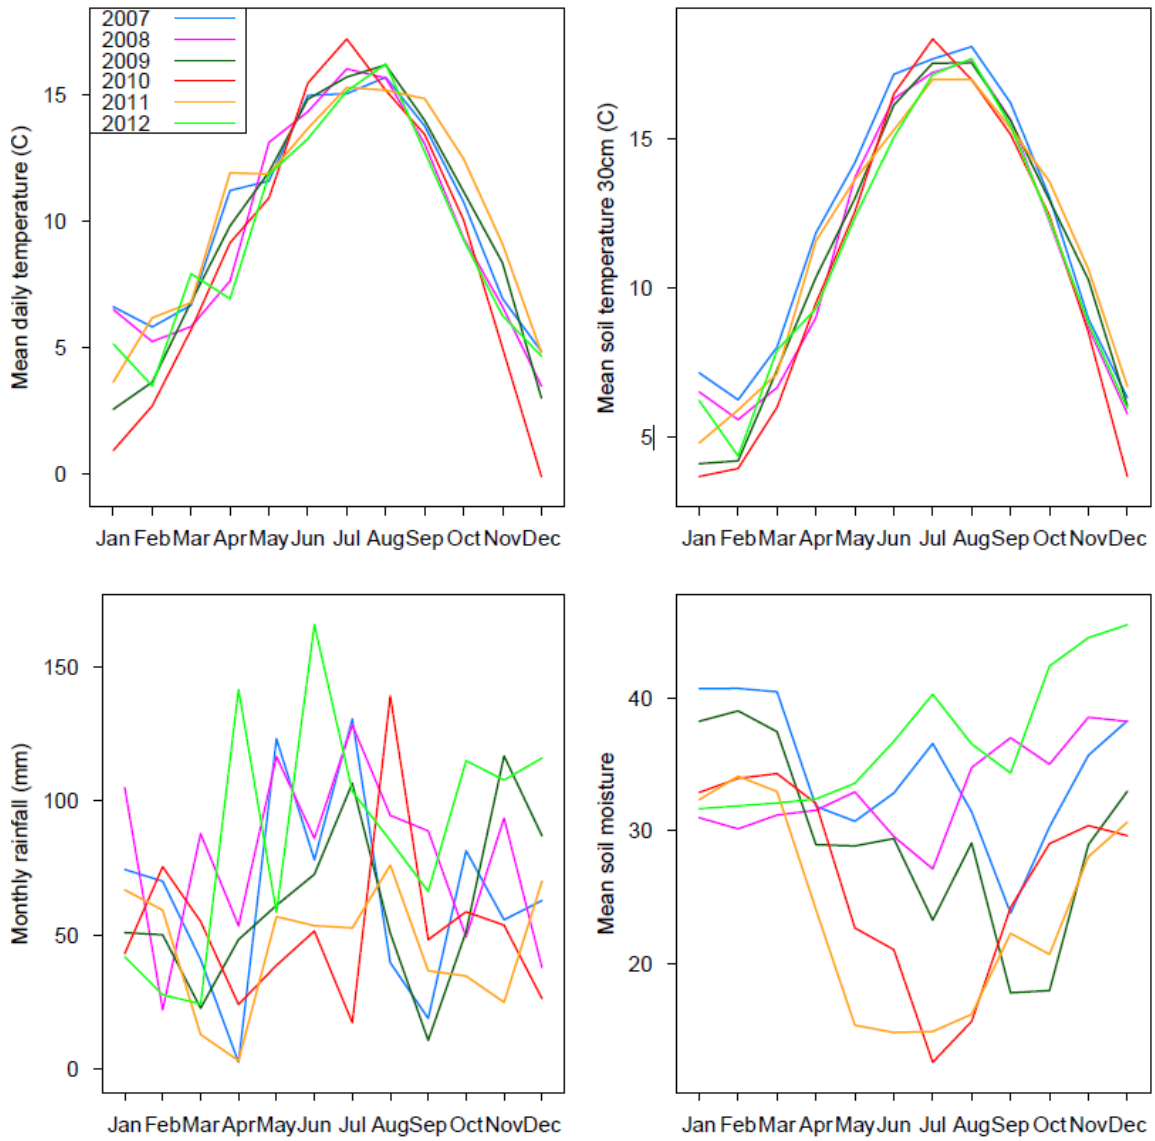 2007
2008
2009
2010
2011
2012
Mean daily temperature (C)
15
10
5
0
Jan Feb Mar Apr May Jun Jul Aug Sep Oct Nov Dec
Mean soil temperature 30cm (C)
15
10
5
Jan Feb Mar Apr May Jun Jul Aug Sep Oct Nov Dec
Monthly rainfall (mm)
150
100
50
0
Jan Feb Mar Apr May Jun Jul Aug Sep Oct Nov Dec
Mean soil moisture
40
30
20
Jan Feb Mar Apr May Jun Jul Aug Sep Oct Nov Dec